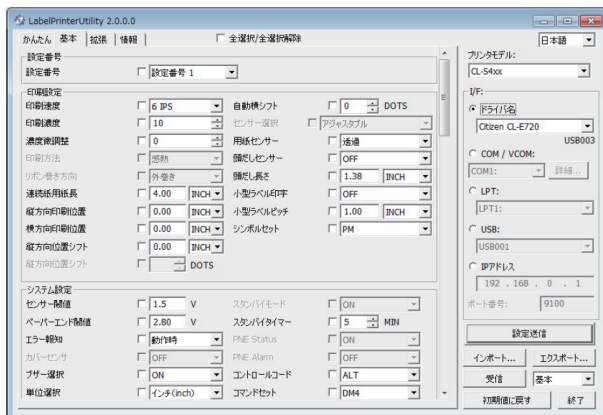 LabelPrinterUtility 2.0.0.0
かんたん 基本 拡張 情報 全選択/全選択解除 日本語
設定番号
設定番号 設定番号 1
印刷設定
印刷速度 6 IPS 自動横シフト 0 DOTS
印刷濃度 10 センサー選択 アジャスタブル
濃度微調整 0 用紙センサー 透過
印刷方法 感熱 頭だしセンサー OFF
リボン巻き方向 外巻き 頭だし長さ 1.38 INCH
連続紙用紙長 4.00 INCH 小型ラベル印字 OFF
縦方向印刷位置 0.00 INCH 小型ラベルピッチ 1.00 INCH
横方向印刷位置 0.00 INCH シンボルセット PM
縦方向位置シフト 0.00 INCH
縦方向位置シフト DOTS
システム設定
センサー閾値 1.5 V スタンバイモード ON
ペーパーエンド閾値 2.80 V スタンバイタイマー 5 MIN
エラー報知 動作時 PNE Status ON
カバーセンサ OFF PNE Alarm OFF
ブザー選択 ON コントロールコード ALT
単位選択 インチ(inch) コマンドセット DM4
プリンタモデル:
CL-S4xx
I/F:
ドライバ名
Citizen CL-E720
USB003
COM / VCOM:
COM1: 詳細...
LPT:
LPT1:
USB:
USB001
IPアドレス
192 . 168 . 0 . 1
ポート番号: 9100
設定送信
インポート... エクスポート...
受信 基本
初期値に戻す 終了